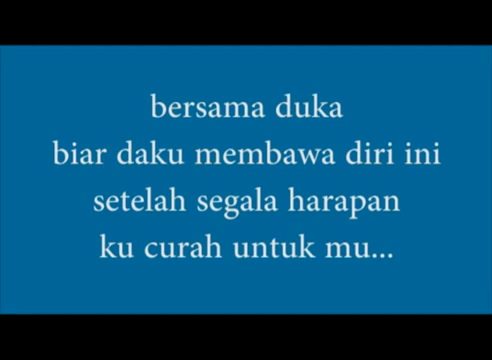 bersama duka
biar daku membawa diri ini
setelah segala harapan
ku curah untuk mu...